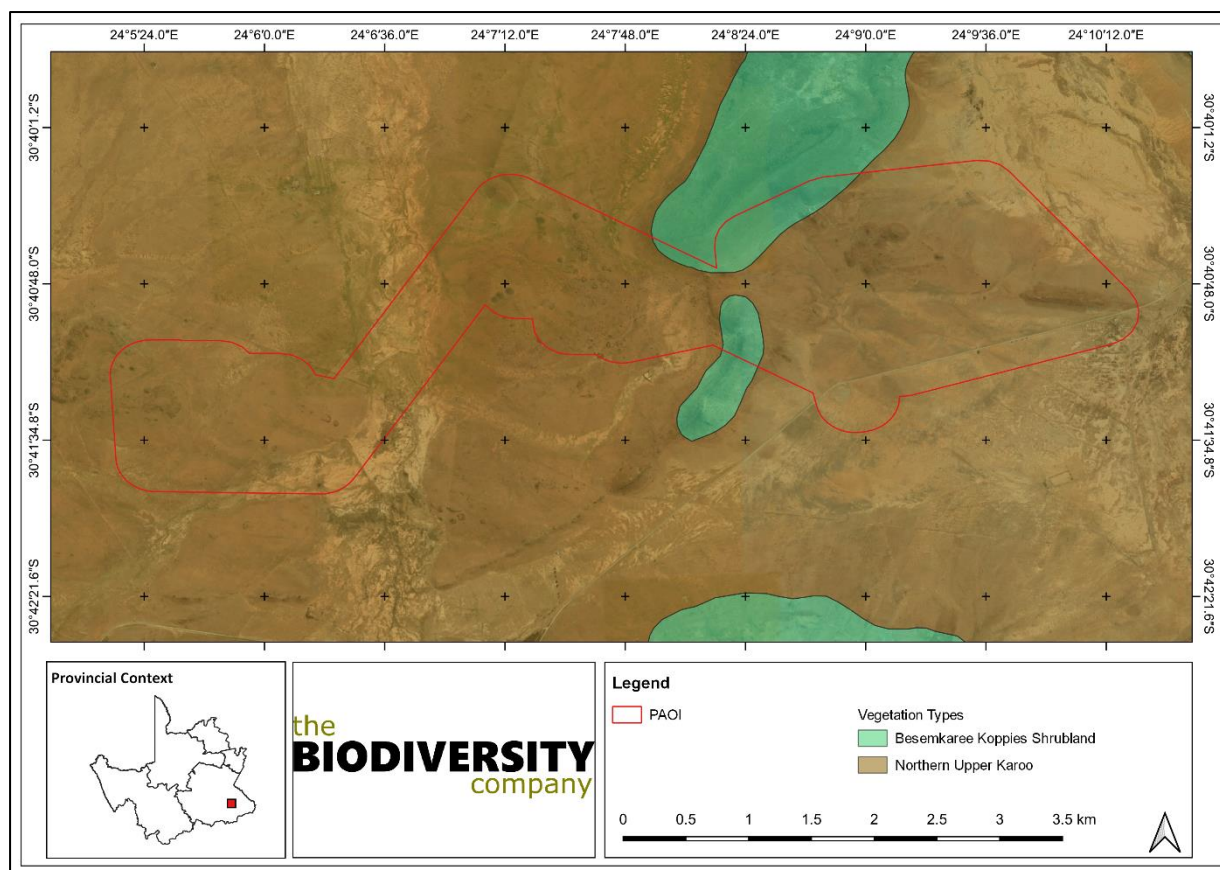 24°5'24.0"E 24°6'0.0"E 24°6'36.0"E 24°7'12.0"E 24°7'48.0"E 24°8'24.0"E 24°9'0.0"E 24°9'36.0"E 24°10'12.0"E
30°40'1.2"S 30°40'1.2"S
30°40'48.0"S 30°40'48.0"S
30°41'34.8"S 30°41'34.8"S
30°42'21.6"S 30°42'21.6"S
Provincial Context
the
BIODIVERSITY
company
Legend
PAOI
Vegetation Types
Besemkaree Koppies Shrubland
Northern Upper Karoo
0 0.5 1 1.5 2 2.5 3 3.5 km